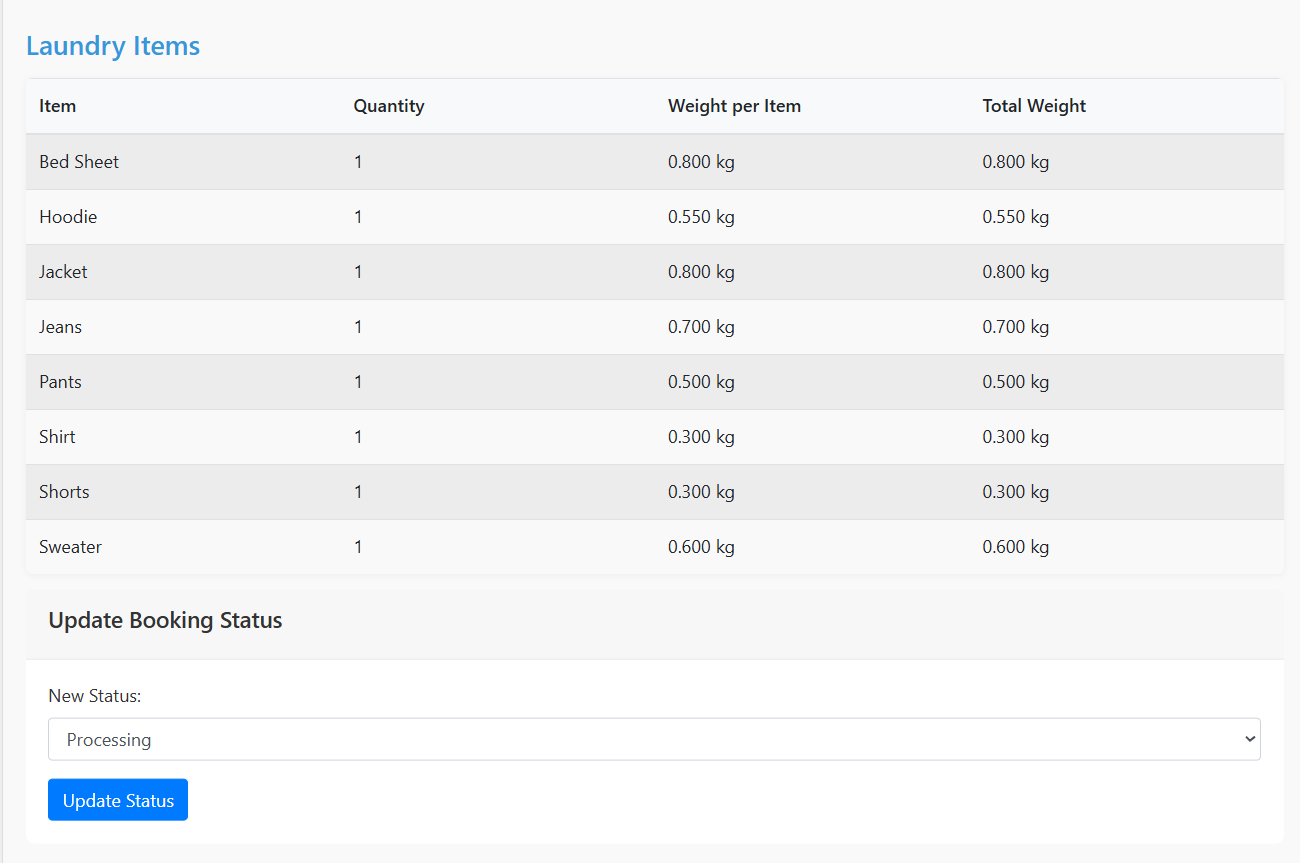 Laundry Items
Item Quantity Weight per Item Total Weight
Bed Sheet 1 0.800 kg 0.800 kg
Hoodie 1 0.550 kg 0.550 kg
Jacket 1 0.800 kg 0.800 kg
Jeans 1 0.700 kg 0.700 kg
Pants 1 0.500 kg 0.500 kg
Shirt 1 0.300 kg 0.300 kg
Shorts 1 0.300 kg 0.300 kg
Sweater 1 0.600 kg 0.600 kg
Update Booking Status
New Status:
Processing
Update Status